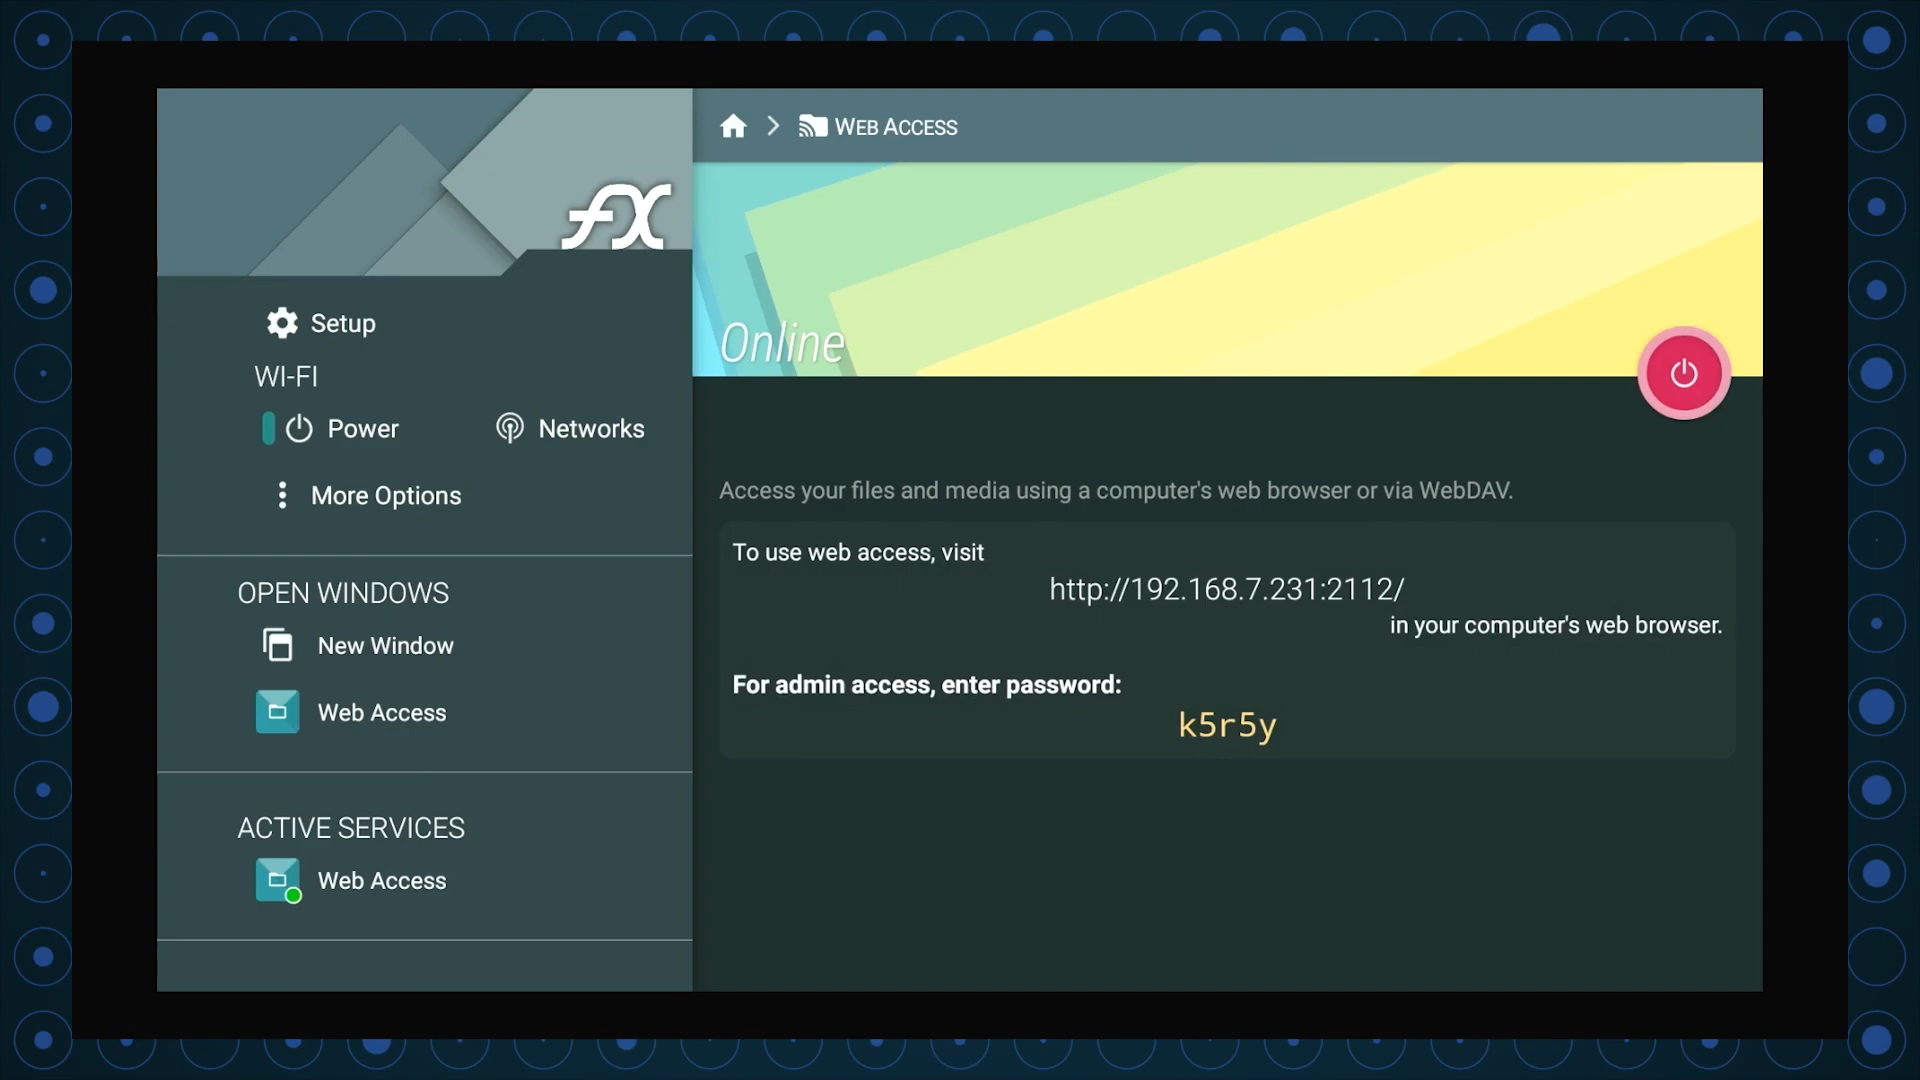 fX
Setup
WI-FI
Power
Networks
More Options
OPEN WINDOWS
New Window
Web Access
ACTIVE SERVICES
Web Access
WEB ACCESS
Online
Access your files and media using a computer's web browser or via WebDAV.
To use web access, visit
http://192.168.7.231:2112/
in your computer's web browser.
For admin access, enter password:
k5r5y